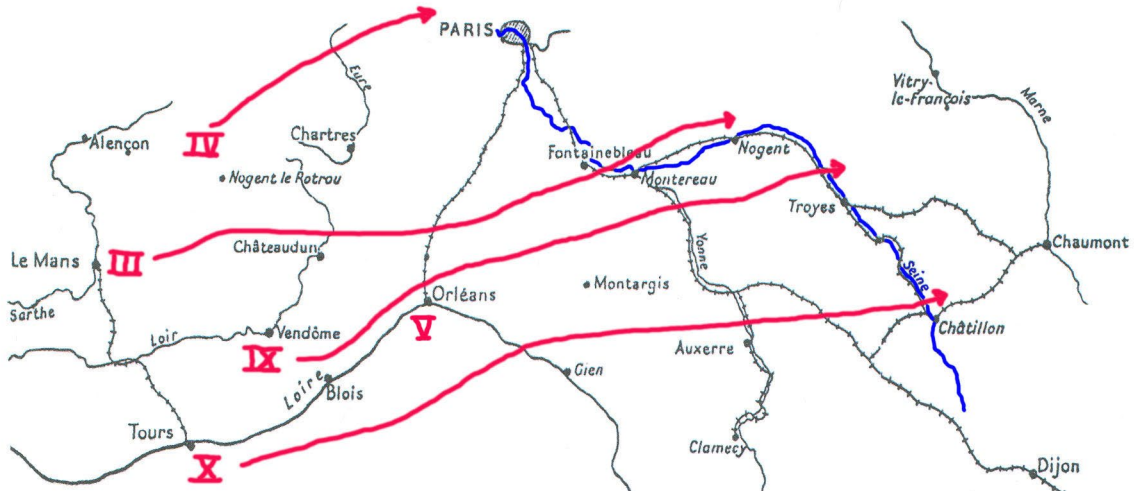 PARIS
Eure
Vitry-
le-François
Marne
Alençon
IV
Chartres
Fontainebleau
Nogent
Nogent le Rotrou
Montereau
Troyes
Le Mans
III
Châteaudun
Yonne
Seine
Chaumont
Sarthe
Orléans
Montargis
Loir
Vendôme
V
Châtillon
IX
Auxerre
Loire
Blois
Gien
Tours
Clamecy
X
Dijon